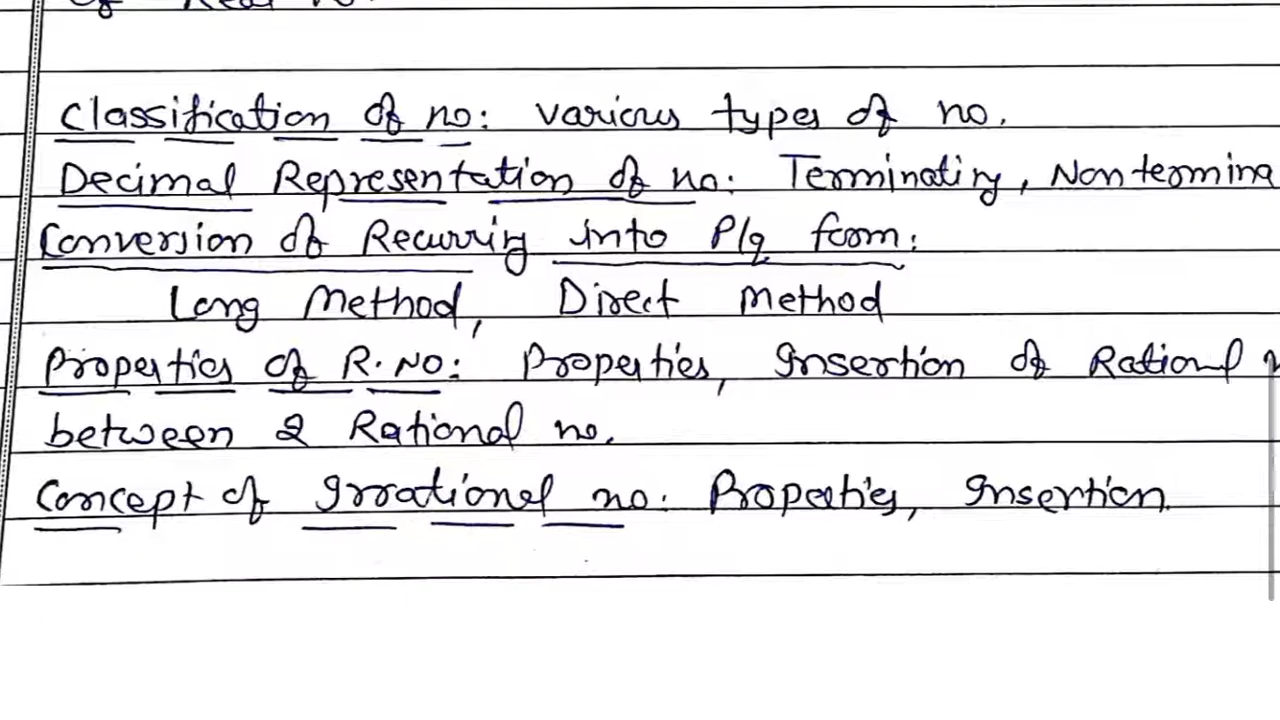 Classification of no: various types of no.
Decimal Representation of no: Terminating, Nontermina
Conversion of Recurring into P/q form:
Long Method, Direct Method
Properties of R.NO: Properties, Insertion of Rational
between 2 Rational no.
Concept of Irrational no: Properties, Insertion.